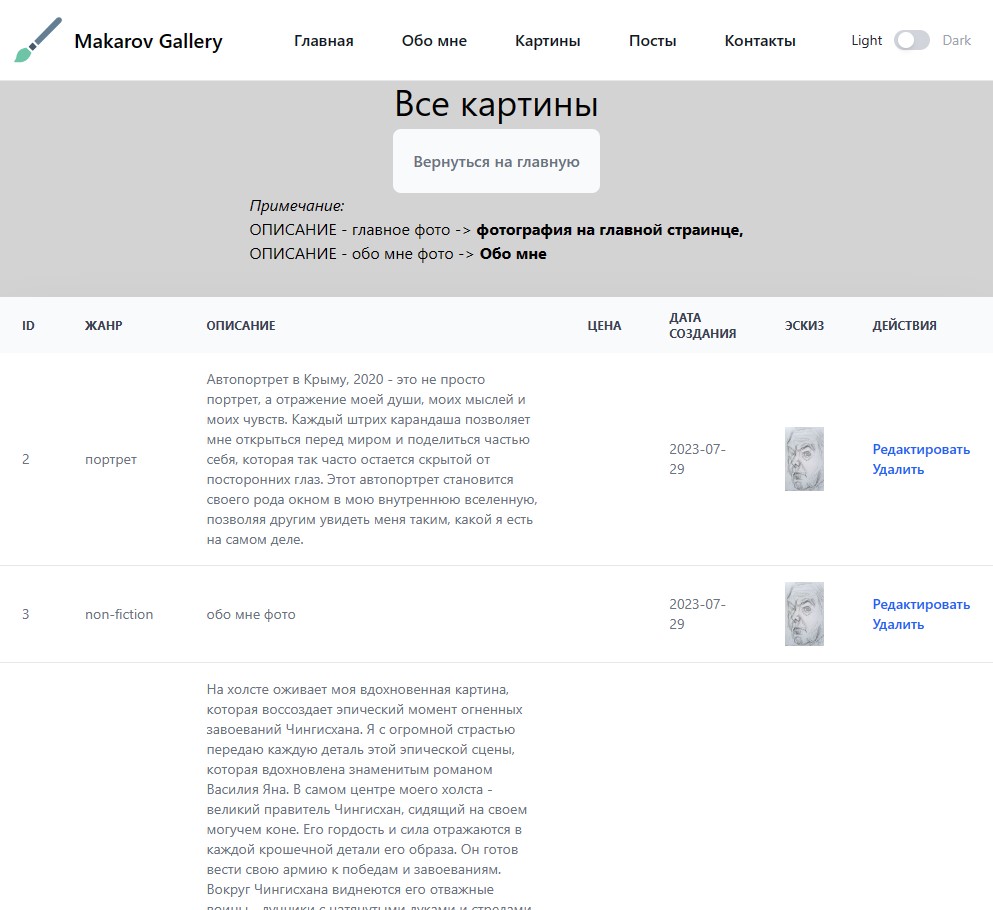 Makarov Gallery
Главная
Обо мне
Картины
Посты
Контакты
Light
Dark
Все картины
Вернуться на главную
Примечание:
ОПИСАНИЕ - главное фото -> фотография на главной страинце,
ОПИСАНИЕ - обо мне фото -> Обо мне
ID
ЖАНР
ОПИСАНИЕ
ЦЕНА
ДАТА
СОЗДАНИЯ
ЭСКИЗ
ДЕЙСТВИЯ
2
портрет
Автопортрет в Крыму, 2020 - это не просто
портрет, а отражение моей души, моих мыслей и
моих чувств. Каждый штрих карандаша позволяет
мне открыться перед миром и поделиться частью
себя, которая так часто остается скрытой от
посторонних глаз. Этот автопортрет становится
своего рода окном в мою внутреннюю вселенную,
позволяя другим увидеть меня таким, какой я есть
на самом деле.
2023-07-
29
Редактировать
Удалить
3
non-fiction
обо мне фото
2023-07-
29
Редактировать
Удалить
На холсте оживает моя вдохновенная картина,
которая воссоздает эпический момент огненных
завоеваний Чингисхана. Я с огромной страстью
передаю каждую деталь этой эпической сцены,
которая вдохновлена знаменитым романом
Василия Яна. В самом центре моего холста -
великий правитель Чингисхан, сидящий на своем
могучем коне. Его гордость и сила отражаются в
каждой крошечной детали его образа. Он готов
вести свою армию к победам и завоеваниям.
Вокруг Чингисхана виднеются его отважные
воины - лучники с натянутыми луками и стрелами